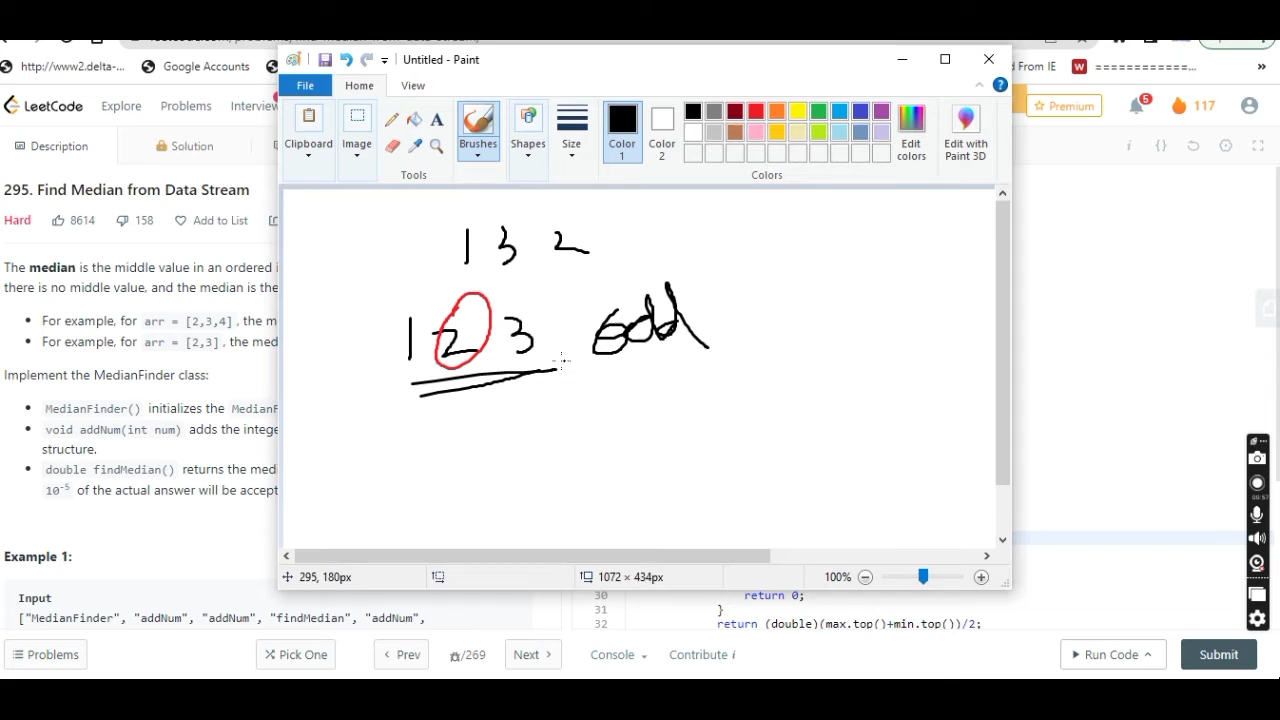 http://www2.delta-...
Google Accounts
d From IE
============...
»
Untitled - Paint
File
Home
View
Clipboard
Image
Tools
Brushes
Shapes
Size
Color 1
Color 2
Edit colors
Edit with Paint 3D
Colors
LeetCode
Explore
Problems
Interview
Premium
5
117
Description
Solution
295. Find Median from Data Stream
Hard
8614
158
Add to List
The median is the middle value in an ordered i
there is no middle value, and the median is the
• For example, for arr = [2,3,4], the m
• For example, for arr = [2,3], the med
Implement the MedianFinder class:
• MedianFinder() initializes the MedianF
• void addNum(int num) adds the intege
structure.
• double findMedian() returns the med
10-5 of the actual answer will be accept
Example 1:
Input
["MedianFinder", "addNum", "addNum", "findMedian", "addNum",
1 3 2
1 2 3 odd
295, 180px
1072 × 434px
100%
00:57
30 return 0;
31 }
32 return (double)(max.top()+min.top())/2;
Problems
Pick One
Prev
/269
Next
Console
Contribute i
Run Code
Submit